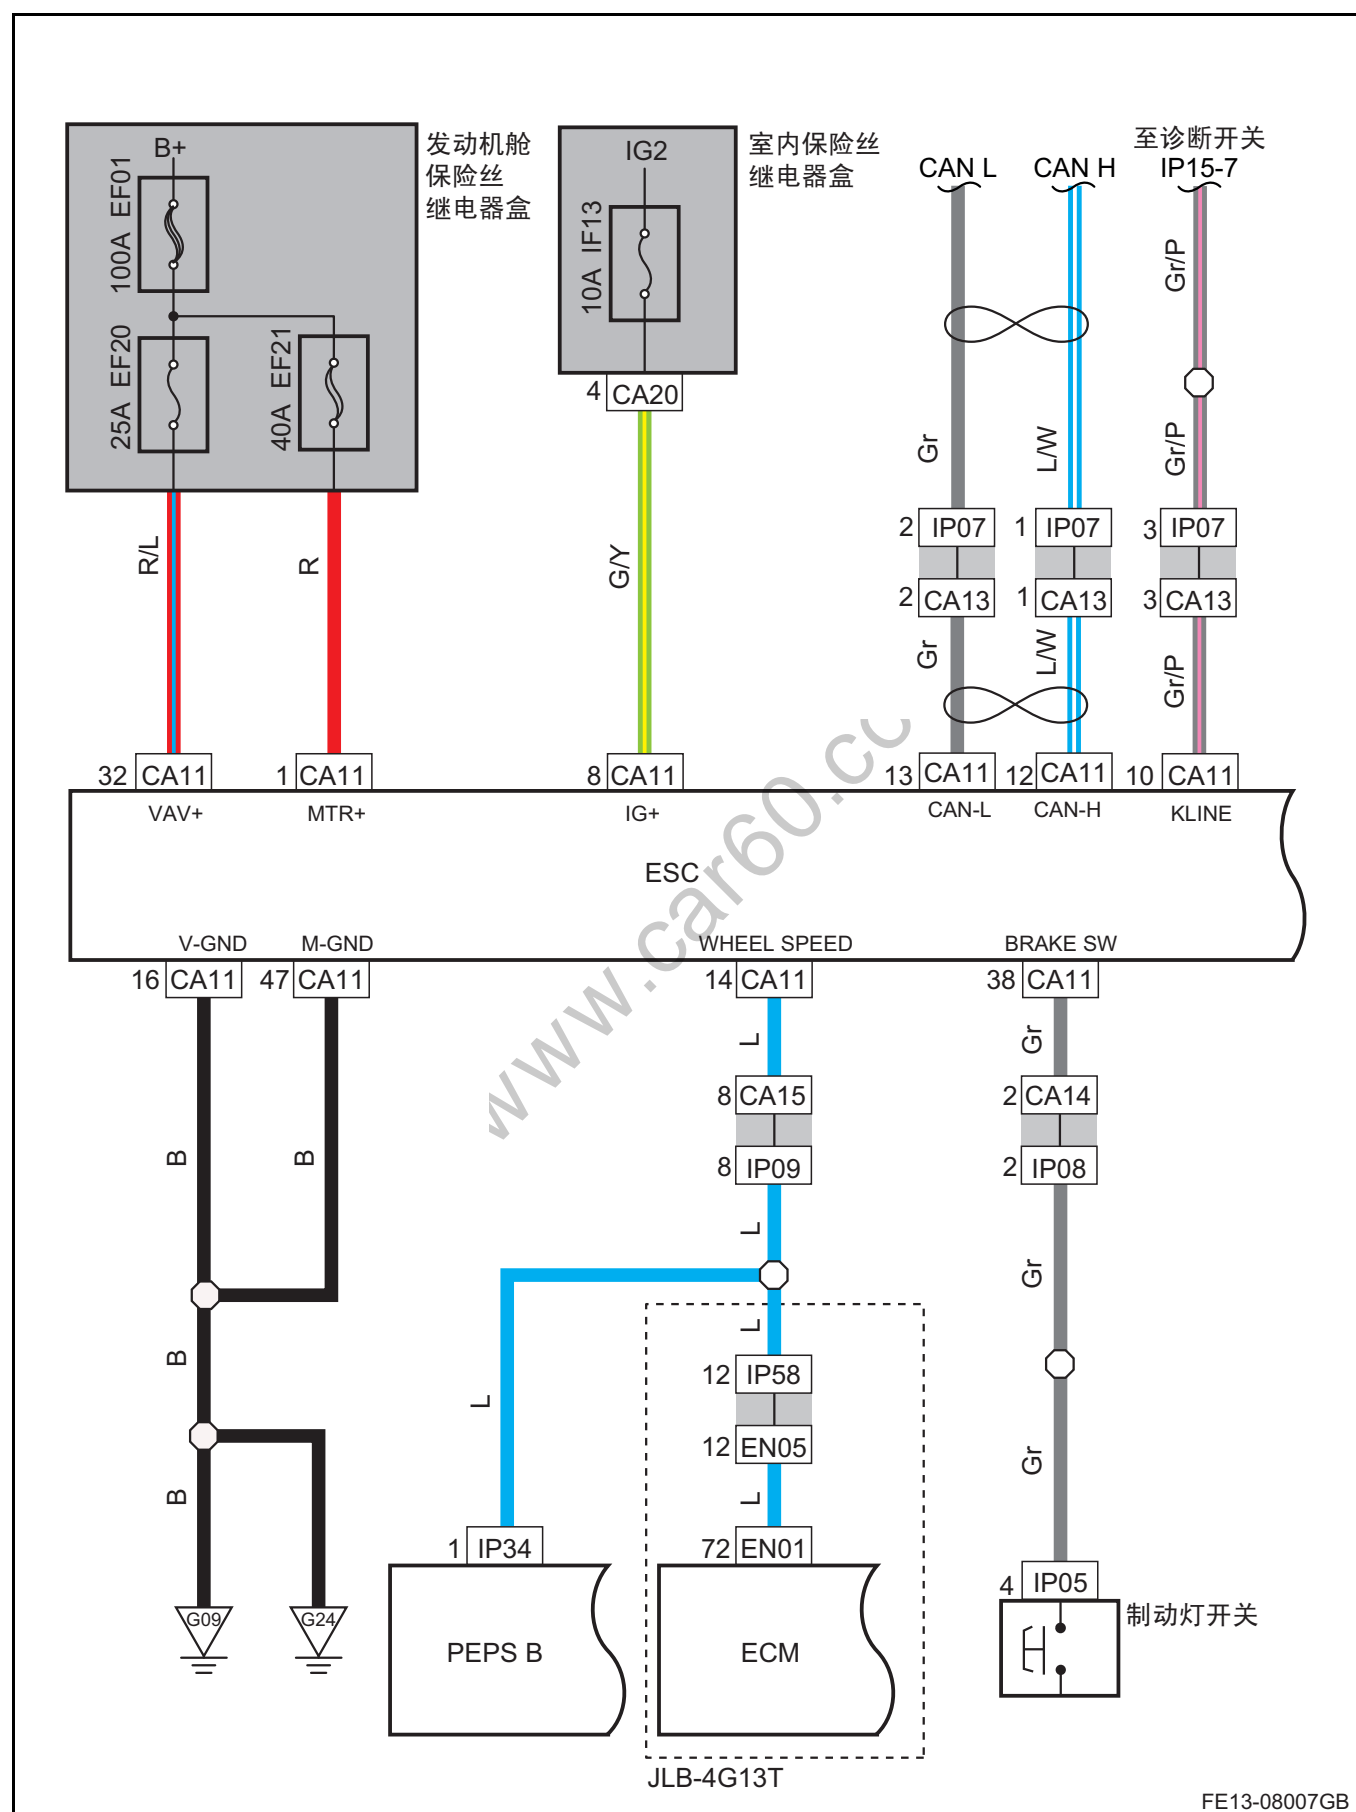 B+
100A EF01
25A EF20
40A EF21
发动机舱
保险丝
继电器盒
IG2
10A IF13
室内保险丝
继电器盒
4 CA20
CAN L
CAN H
至诊断开关
IP15-7
Gr/P
Gr
L/W
Gr/P
R/L
R
G/Y
2 IP07
1 IP07
3 IP07
2 CA13
1 CA13
3 CA13
Gr
L/W
Gr/P
32 CA11
1 CA11
8 CA11
13 CA11
12 CA11
10 CA11
VAV+
MTR+
IG+
CAN-L
CAN-H
KLINE
ESC
V-GND
M-GND
WHEEL SPEED
BRAKE SW
16 CA11
47 CA11
14 CA11
38 CA11
L
Gr
8 CA15
2 CA14
B
B
8 IP09
2 IP08
L
Gr
B
L
12 IP58
L
12 EN05
Gr
B
L
1 IP34
72 EN01
4 IP05
G09
G24
PEPS B
ECM
制动灯开关
JLB-4G13T
FE13-08007GB
www.car60.co